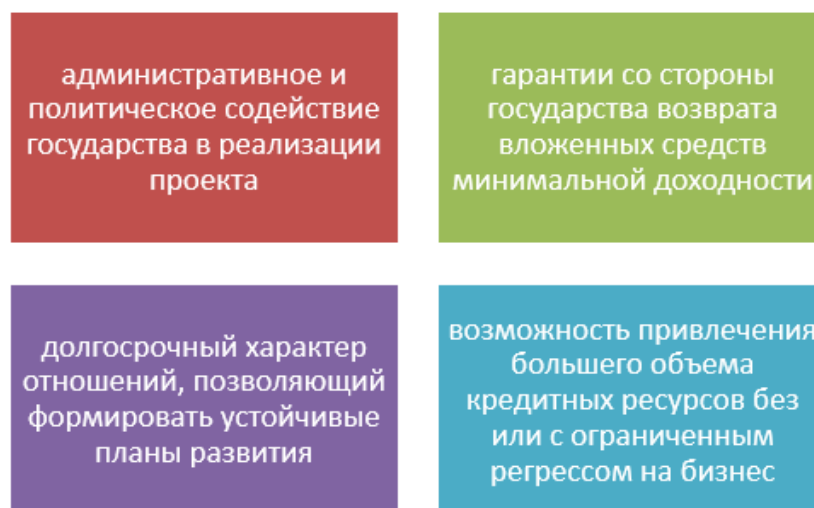 административное и
политическое содействие
государства в реализации
проекта
гарантии со стороны
государства возврата
вложенных средств
минимальной доходности
долгосрочный характер
отношений, позволяющий
формировать устойчивые
планы развития
возможность привлечения
большего объема
кредитных ресурсов без
или с ограниченным
регрессом на бизнес